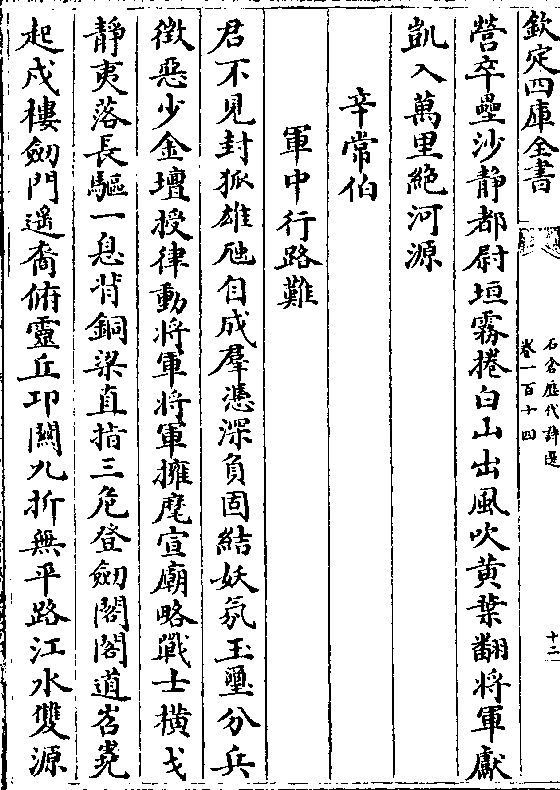 欽定四庫全書
石倉歷代詩選
卷一百十四
十二
營卒壘沙静都尉垣霧捲白山出風吹黄葉翻將軍獻
凱入萬里絶河源
辛常伯
軍中行路難
君不見封狐雄虺自成羣憑深負固結妖氛玉璽分兵
徴惡少金壇授律動將軍將軍擁麾宣廟略戰士横戈
静夷落長驅一息背銅梁直指三危登劒閣閣道岧嶤
起戍樓劒門遥裔俯靈丘邛關九折無平路江水雙源